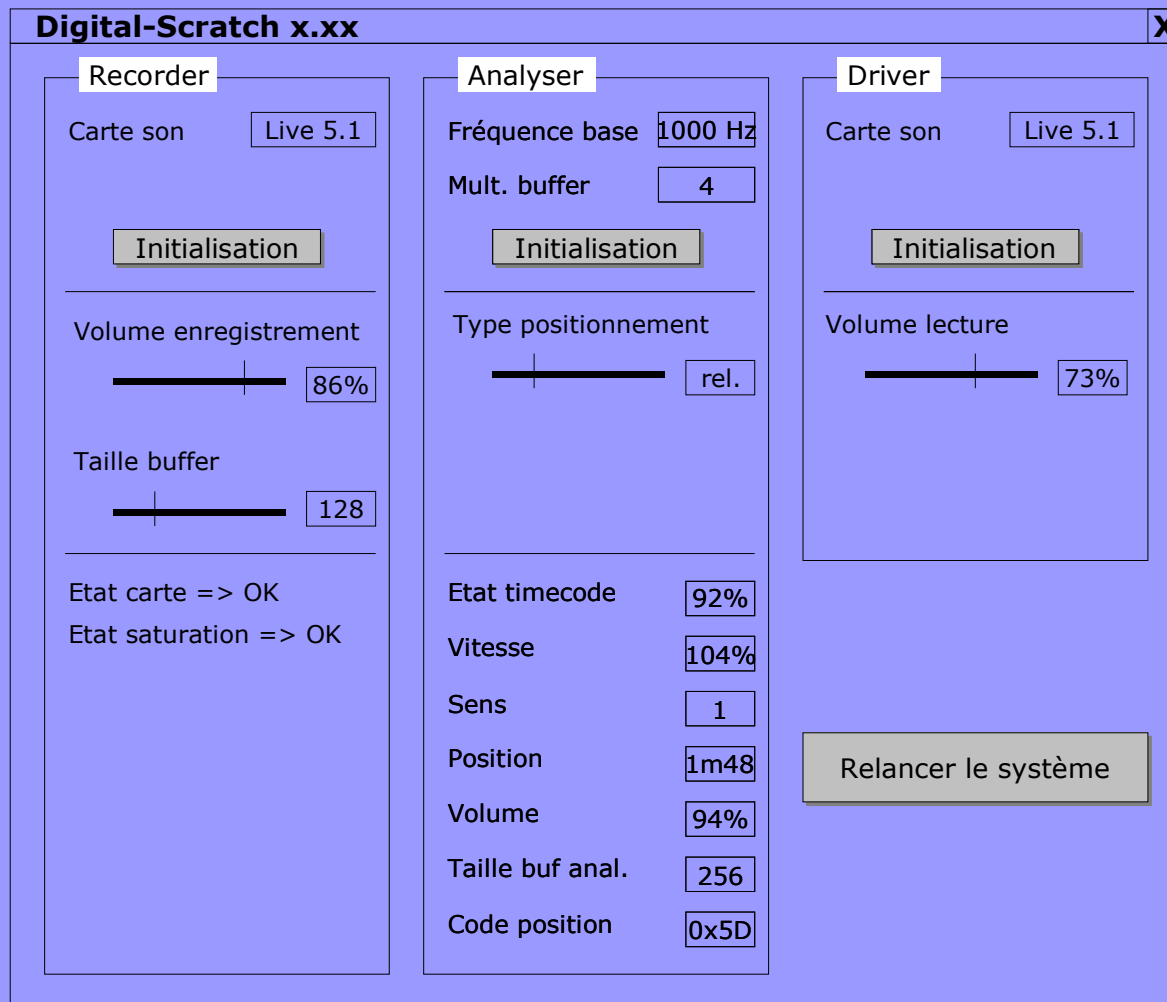 Digital-Scratch x.xx
X
Recorder
Carte son
Live 5.1
Initialisation
Volume enregistrement
86%
Taille buffer
128
Etat carte => OK
Etat saturation => OK
Analyser
Fréquence base
1000 Hz
Mult. buffer
4
Initialisation
Type positionnement
rel.
Etat timecode
92%
Vitesse
104%
Sens
1
Position
1m48
Volume
94%
Taille buf anal.
256
Code position
0x5D
Driver
Carte son
Live 5.1
Initialisation
Volume lecture
73%
Relancer le système